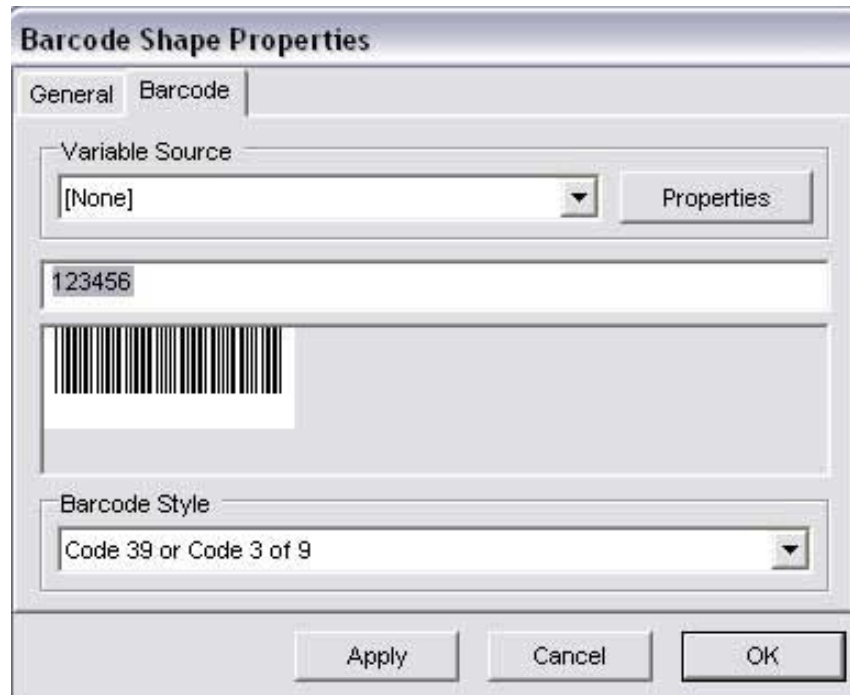 Barcode Shape Properties
General Barcode
Variable Source
[None] Properties
123456
Barcode Style
Code 39 or Code 3 of 9
Apply Cancel OK